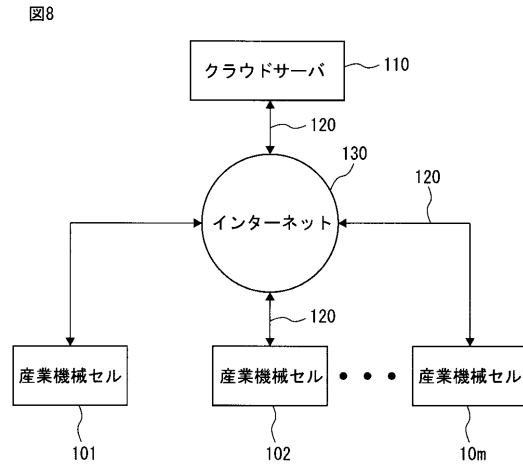 図8
クラウドサーバ
110
120
130
インターネット
120
120
産業機械セル
産業機械セル
• • •
産業機械セル
101
102
10m